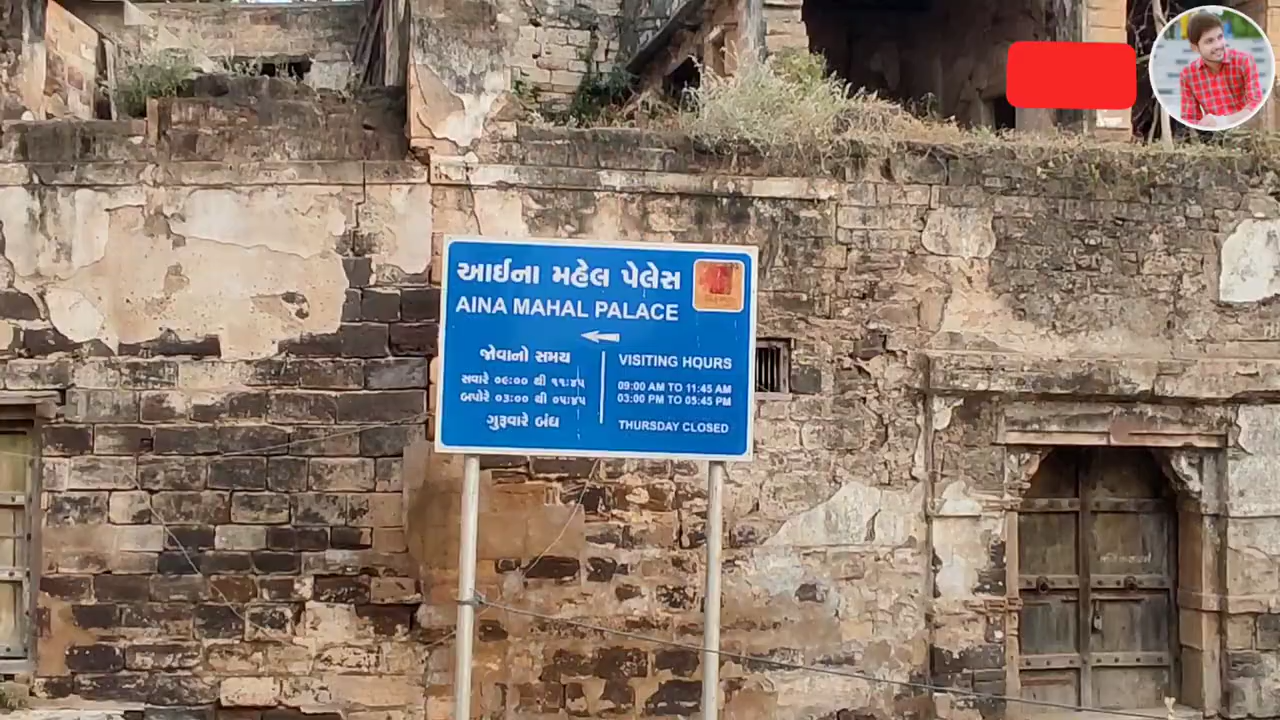 આઈના મહેલ પેલેસ
AINA MAHAL PALACE
જોવાનો સમય
સવારે ૦૯:૦૦ થી ૧૧:૪૫
બપોરે ૦૩:૦૦ થી ૦૫:૪૫
ગુરૂવારે બંધ
VISITING HOURS
09:00 AM TO 11:45 AM
03:00 PM TO 05:45 PM
THURSDAY CLOSED